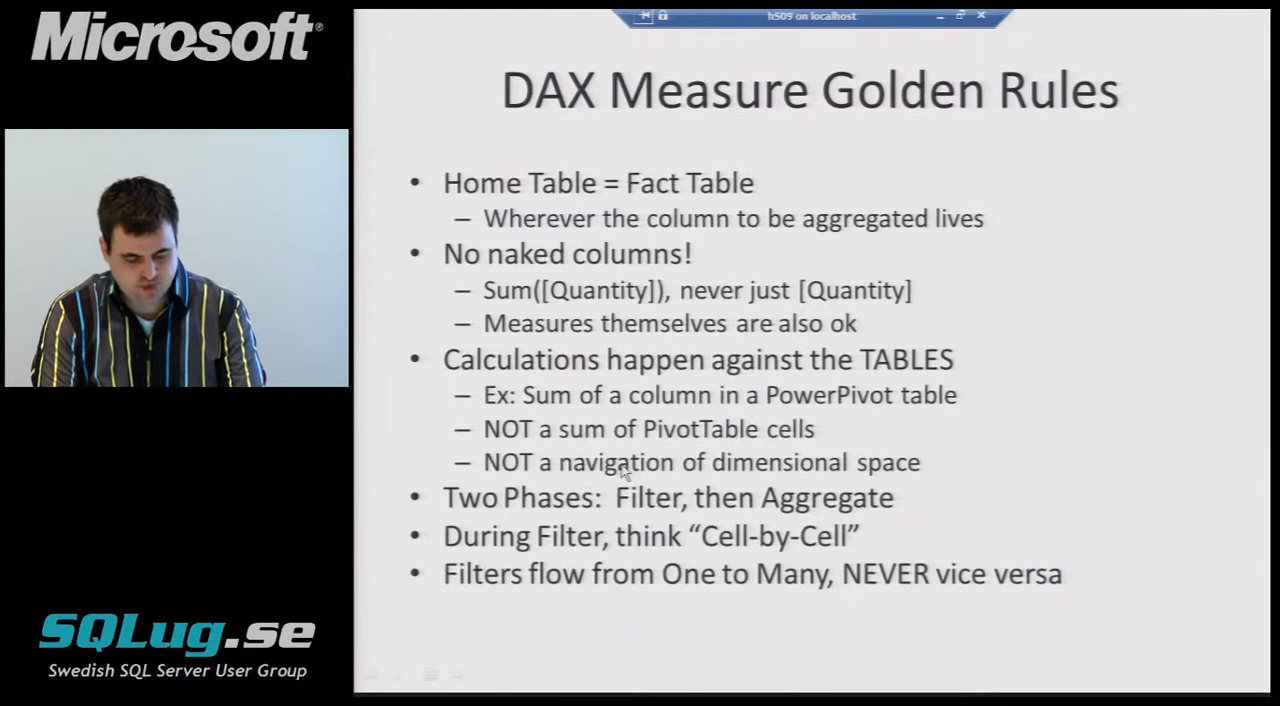 Microsoft®
h509 on localhost
DAX Measure Golden Rules
• Home Table = Fact Table
– Wherever the column to be aggregated lives
• No naked columns!
– Sum([Quantity]), never just [Quantity]
– Measures themselves are also ok
• Calculations happen against the TABLES
– Ex: Sum of a column in a PowerPivot table
– NOT a sum of PivotTable cells
– NOT a navigation of dimensional space
• Two Phases: Filter, then Aggregate
• During Filter, think “Cell-by-Cell”
• Filters flow from One to Many, NEVER vice versa
SQLug.se
Swedish SQL Server User Group